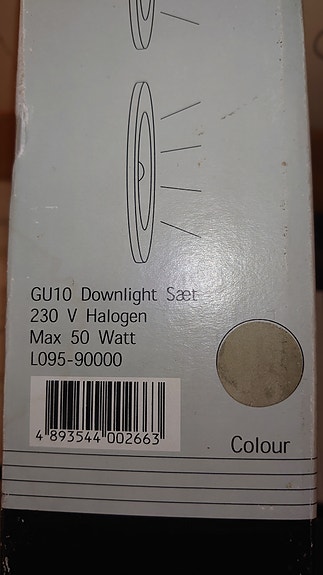 GU10 Downlight Sæt
230 V Halogen
Max 50 Watt
L095-90000
4 893544 002663
Colour